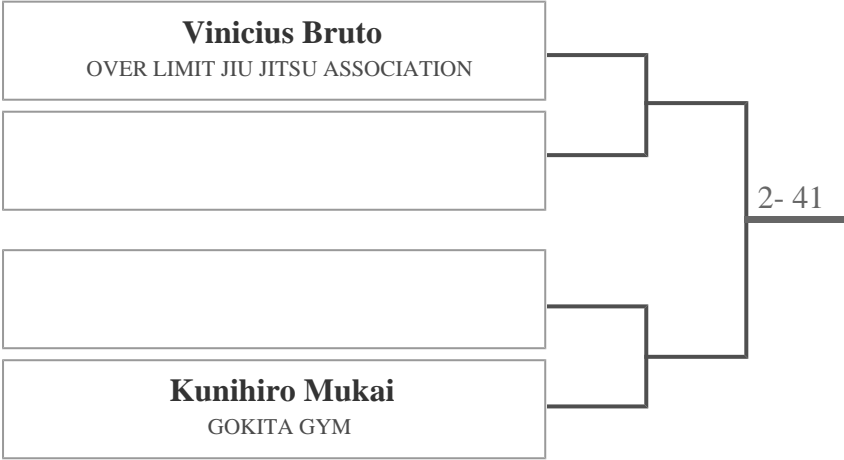 Vinicius Bruto
OVER LIMIT JIU JITSU ASSOCIATION
2- 41
Kunihiro Mukai
GOKITA GYM